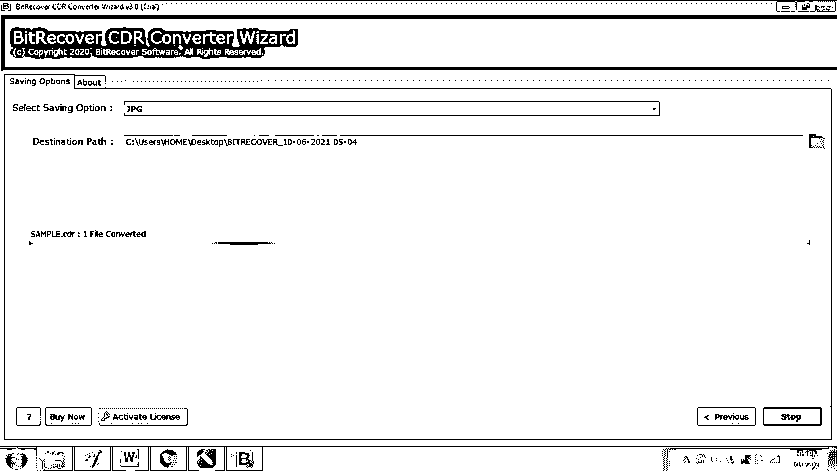 BitRecover CDR Converter Wizard v3.0 (Trial)
BitRecover CDR Converter Wizard
(c) Copyright 2020, BitRecover Software. All Rights Reserved.
Saving Options About
Select Saving Option : JPG
Destination Path : C:\Users\HOME\Desktop\BITRECOVER_10-06-2021 05-04
SAMPLE.cdr : 1 File Converted
? Buy Now Activate License < Previous Stop
W B